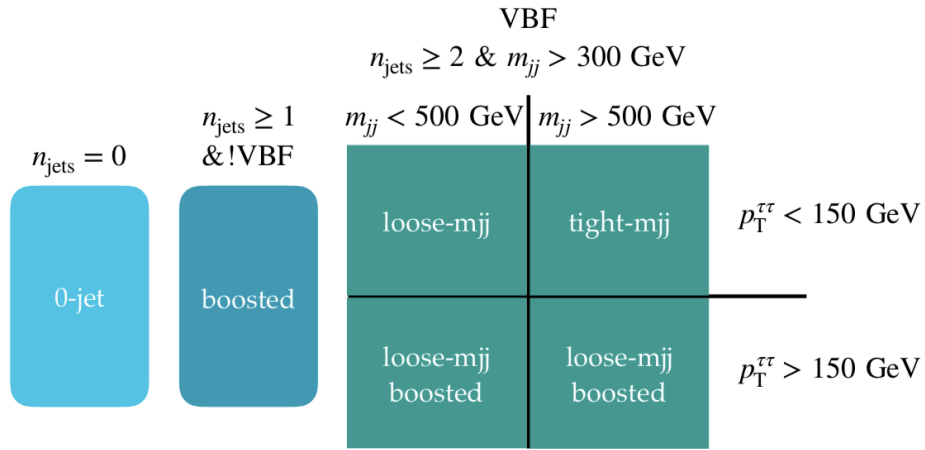 VBF
n_jets ≥ 2 & m_jj > 300 GeV
n_jets ≥ 1
& !VBF
n_jets = 0
m_jj < 500 GeV
m_jj > 500 GeV
0-jet
boosted
loose-mjj
tight-mjj
p_T^ττ < 150 GeV
loose-mjj
boosted
loose-mjj
boosted
p_T^ττ > 150 GeV